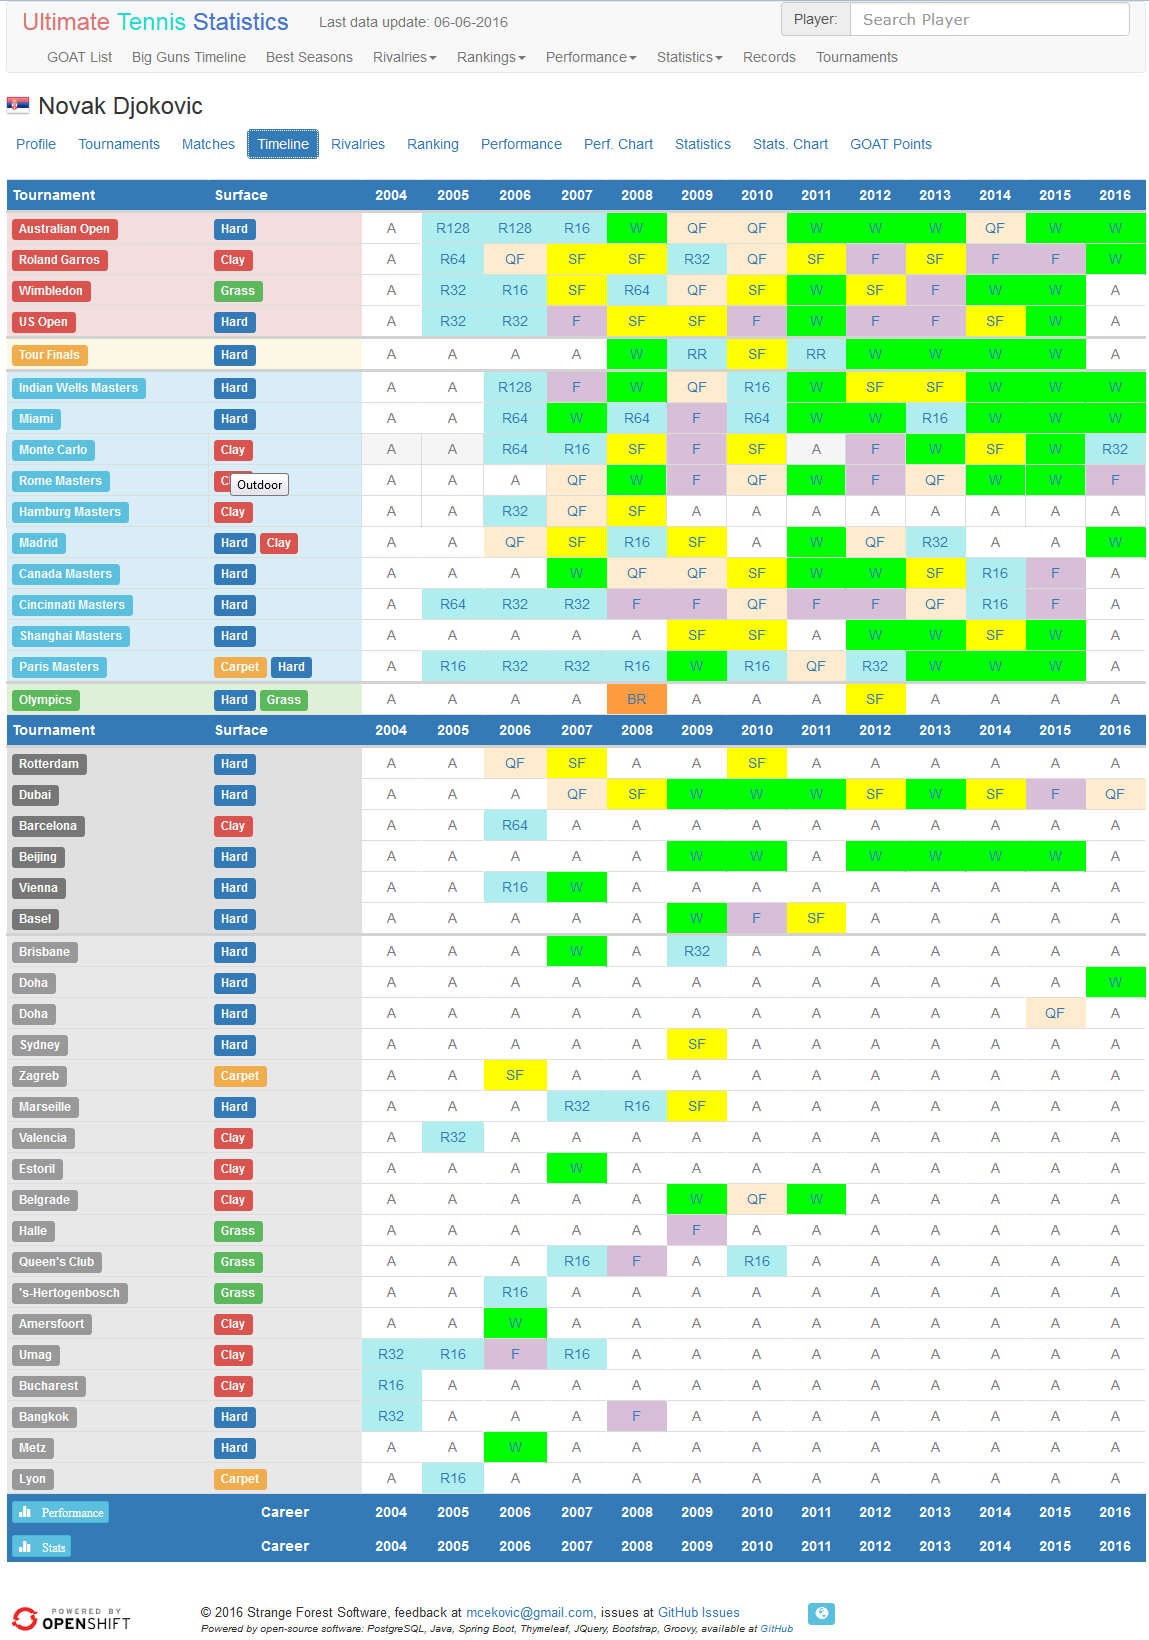 Ultimate Tennis Statistics Last data update: 06-06-2016 Player: Search Player
GOAT List Big Guns Timeline Best Seasons Rivalries Rankings Performance Statistics Records Tournaments
Novak Djokovic
Profile Tournaments Matches Timeline Rivalries Ranking Performance Perf. Chart Statistics Stats. Chart GOAT Points
Tournament Surface 2004 2005 2006 2007 2008 2009 2010 2011 2012 2013 2014 2015 2016
Australian Open Hard A R128 R128 R16 W QF QF W W W QF W W
Roland Garros Clay A R64 QF SF SF R32 QF SF F SF F F W
Wimbledon Grass A R32 R16 SF R64 QF SF W SF F W W A
US Open Hard A R32 R32 F SF SF F W F F SF W A
Tour Finals Hard A A A A W RR SF RR W W W W A
Indian Wells Masters Hard A A R128 F W QF R16 W SF SF W W W
Miami Hard A A R64 W R64 F R64 W W R16 W W W
Monte Carlo Clay A A R64 R16 SF F SF A F W SF W R32
Rome Masters C A A A QF W F QF W F QF W W F
Outdoor
Hamburg Masters Clay A A R32 QF SF A A A A A A A A
Madrid Hard Clay A A QF SF R16 SF A W QF R32 A A W
Canada Masters Hard A A A W QF QF SF W W SF R16 F A
Cincinnati Masters Hard A R64 R32 R32 F F QF F F QF R16 F A
Shanghai Masters Hard A A A A A SF SF A W W SF W A
Paris Masters Carpet Hard A R16 R32 R32 R16 W R16 QF R32 W W W A
Olympics Hard Grass A A A A BR A A A SF A A A A
Tournament Surface 2004 2005 2006 2007 2008 2009 2010 2011 2012 2013 2014 2015 2016
Rotterdam Hard A A QF SF A A SF A A A A A A
Dubai Hard A A A QF SF W W W SF W SF F QF
Barcelona Clay A A R64 A A A A A A A A A A
Beijing Hard A A A A A W W A W W W W A
Vienna Hard A A R16 W A A A A A A A A A
Basel Hard A A A A A W F SF A A A A A
Brisbane Hard A A A W A R32 A A A A A A A
Doha Hard A A A A A A A A A A A A W
Doha Hard A A A A A A A A A A A QF A
Sydney Hard A A A A A SF A A A A A A A
Zagreb Carpet A A SF A A A A A A A A A A
Marseille Hard A A A R32 R16 SF A A A A A A A
Valencia Clay A R32 A A A A A A A A A A A
Estoril Clay A A A W A A A A A A A A A
Belgrade Clay A A A A A W QF W A A A A A
Halle Grass A A A A A F A A A A A A A
Queen's Club Grass A A A R16 F A R16 A A A A A A
's-Hertogenbosch Grass A A R16 A A A A A A A A A A
Amersfoort Clay A A W A A A A A A A A A A
Umag Clay R32 R16 F R16 A A A A A A A A A
Bucharest Clay R16 A A A A A A A A A A A A
Bangkok Hard R32 A A A F A A A A A A A A
Metz Hard A A W A A A A A A A A A A
Lyon Carpet A R16 A A A A A A A A A A A
Performance Career 2004 2005 2006 2007 2008 2009 2010 2011 2012 2013 2014 2015 2016
Stats Career 2004 2005 2006 2007 2008 2009 2010 2011 2012 2013 2014 2015 2016
POWERED BY
OPENSHIFT
© 2016 Strange Forest Software, feedback at mcekovic@gmail.com, issues at GitHub Issues
Powered by open-source software: PostgreSQL, Java, Spring Boot, Thymeleaf, JQuery, Bootstrap, Groovy, available at GitHub